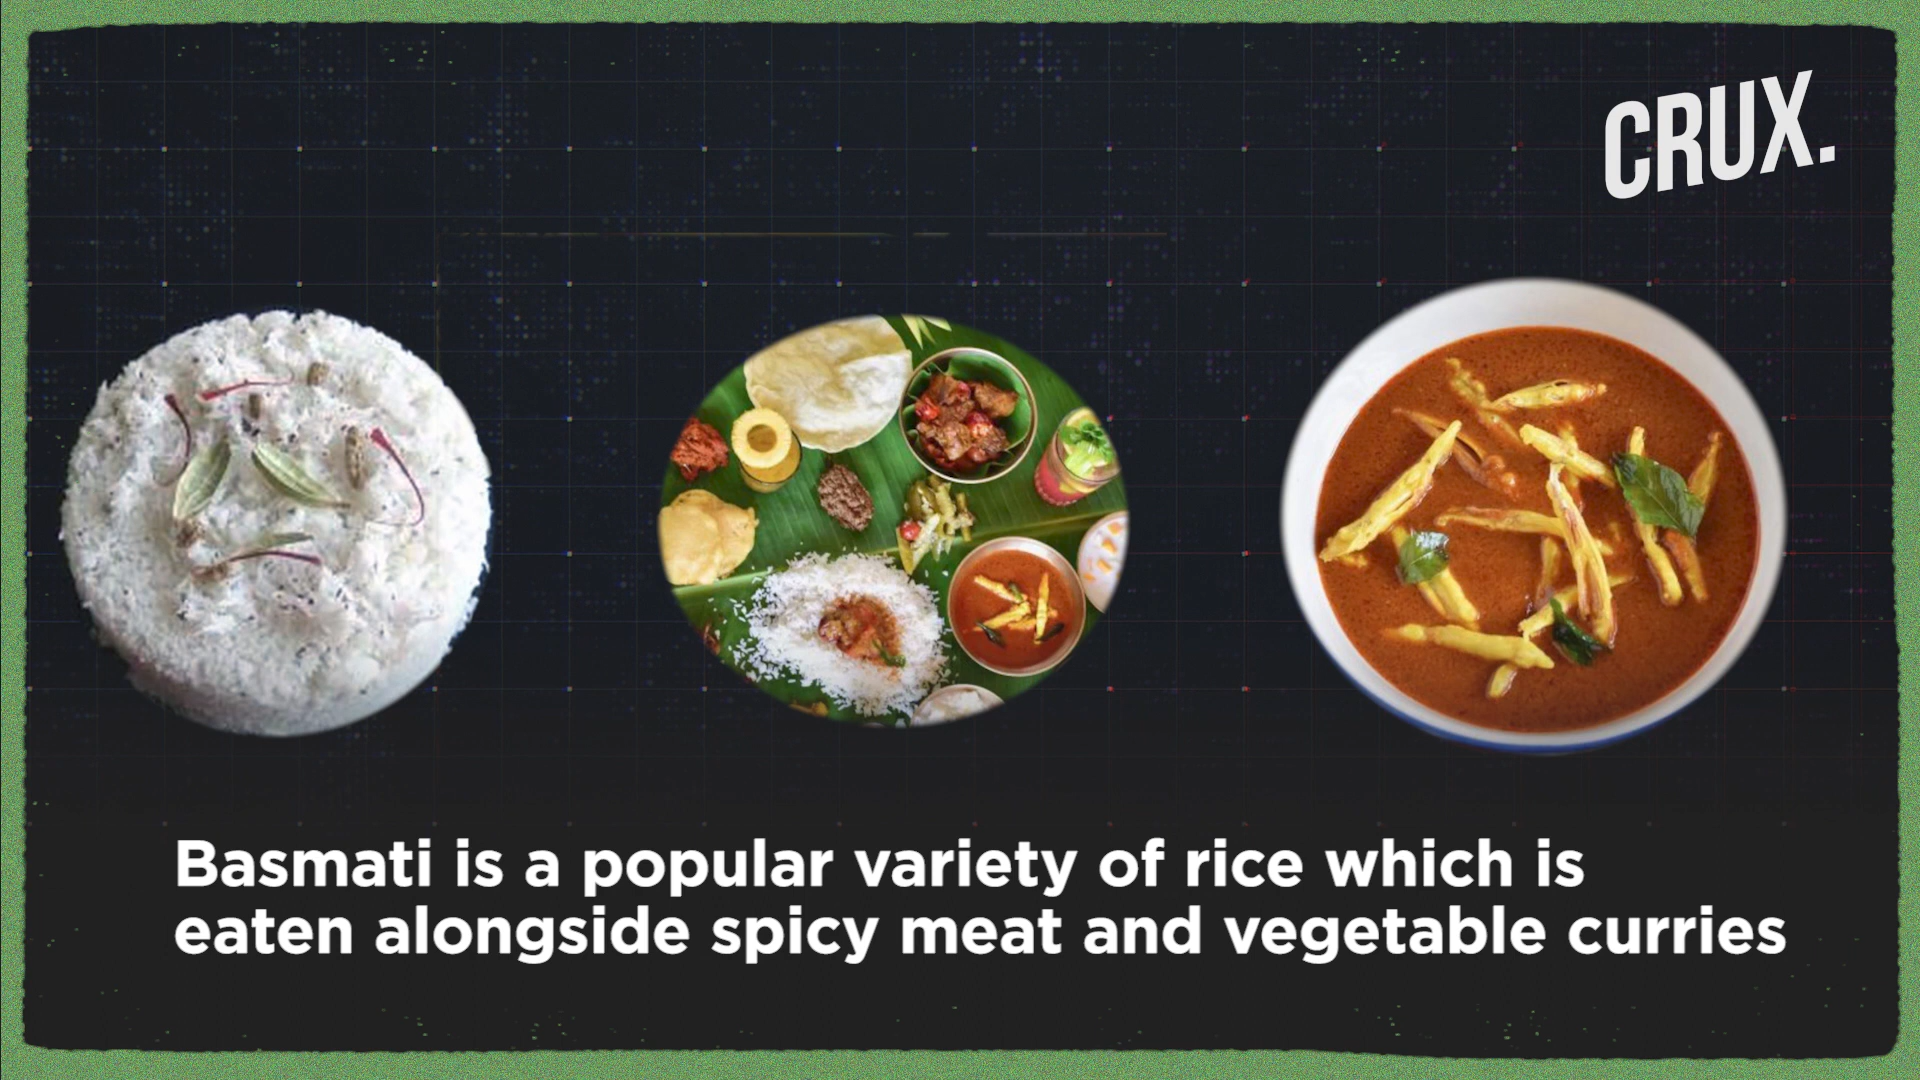 CRUX.
Basmati is a popular variety of rice which is
eaten alongside spicy meat and vegetable curries